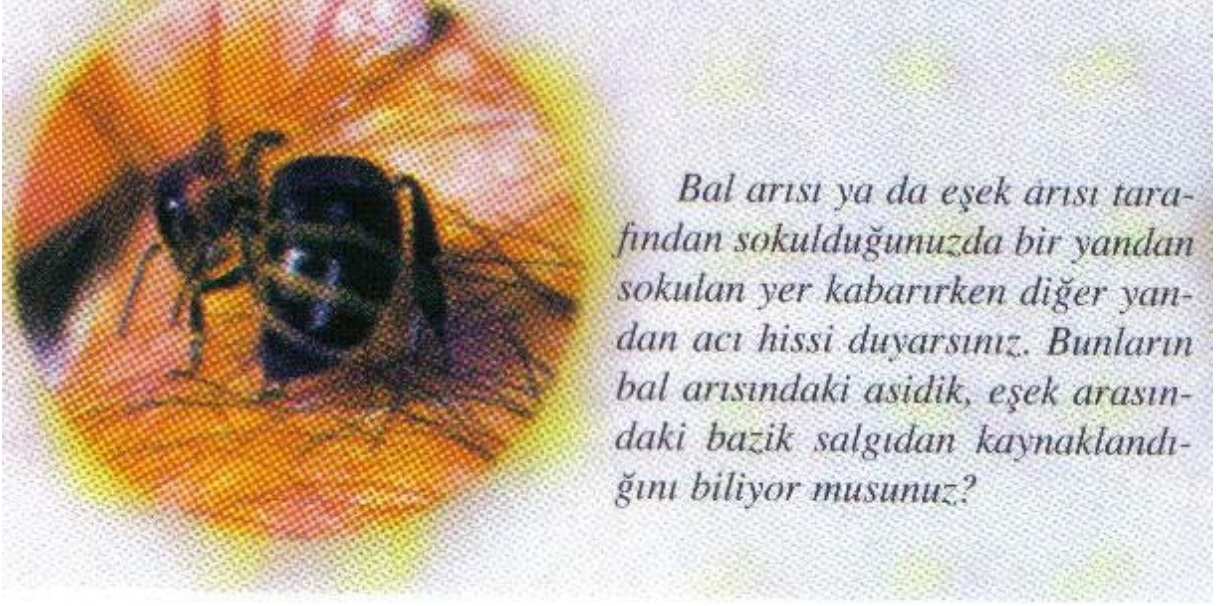 Bal arısı ya da eşek arısı tara-
fından sokulduğunuzda bir yandan
sokulan yer kabarırken diğer yan-
dan acı hissi duyarsınız. Bunların
bal arısındaki asidik, eşek arasın-
daki bazik salgıdan kaynaklandı-
ğını biliyor musunuz?